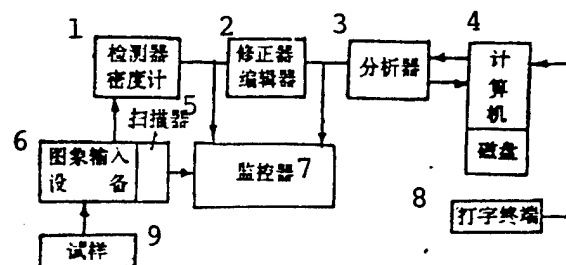 1
检测器
密度计
2
修正器
编辑器
3
分析器
4
计
算
机
磁盘
5
扫描器
6
图象输入
设备
监控器 7
8
打字终端
试样
9